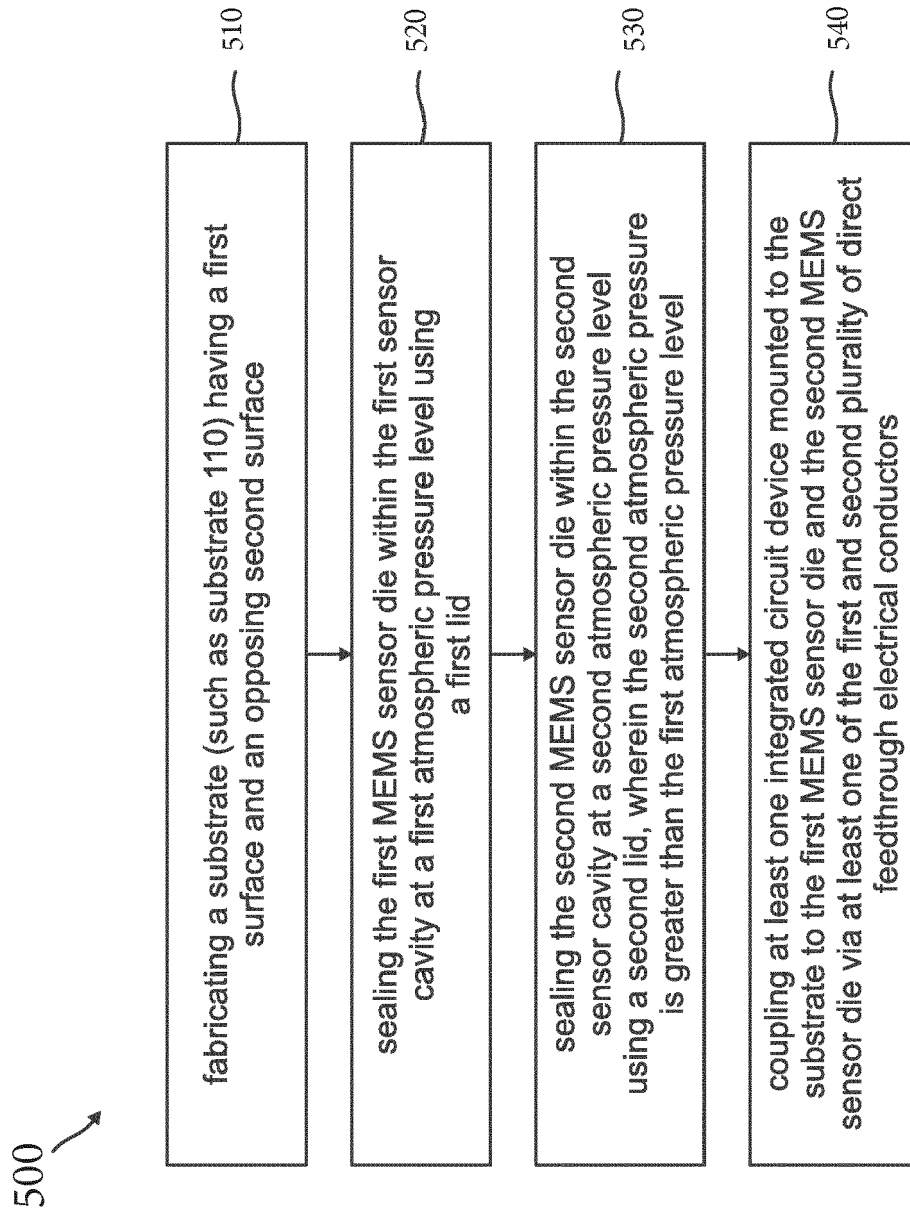 500
fabricating a substrate (such as substrate 110) having a first
surface and an opposing second surface
510
sealing the first MEMS sensor die within the first sensor
cavity at a first atmospheric pressure level using
a first lid
520
sealing the second MEMS sensor die within the second
sensor cavity at a second atmospheric pressure level
using a second lid, wherein the second atmospheric pressure
is greater than the first atmospheric pressure level
530
coupling at least one integrated circuit device mounted to the
substrate to the first MEMS sensor die and the second MEMS
sensor die via at least one of the first and second plurality of direct
feedthrough electrical conductors
540